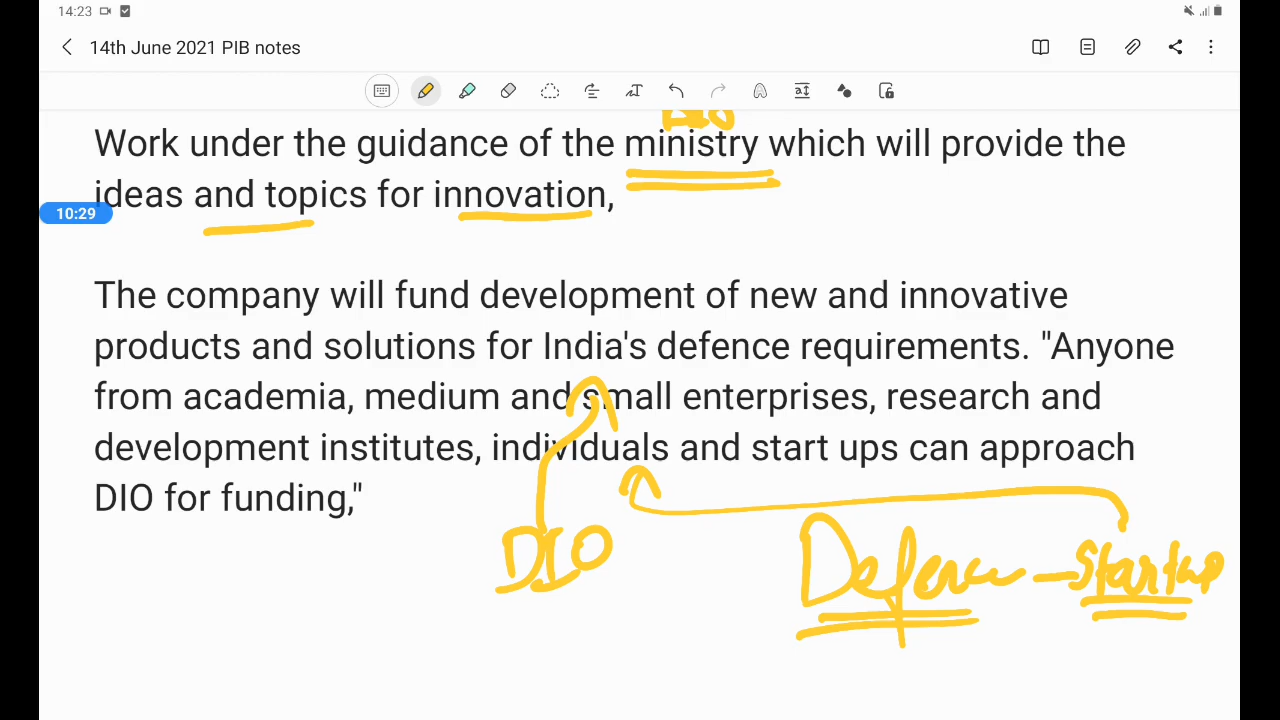 14:23
14th June 2021 PIB notes
Work under the guidance of the ministry which will provide the
ideas and topics for innovation,
10:29
The company will fund development of new and innovative
products and solutions for India's defence requirements. "Anyone
from academia, medium and small enterprises, research and
development institutes, individuals and start ups can approach
DIO for funding,"
DIO
Defence - Startup